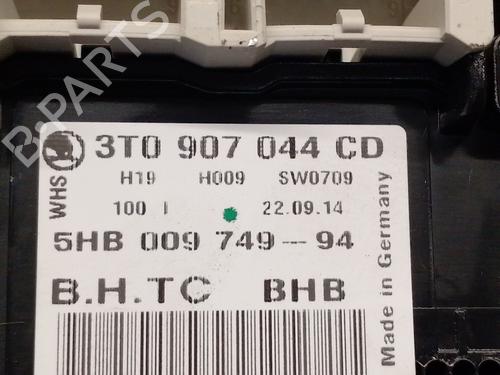 B-PARTS
WHS
3T0 907 044 CD
H19 H009 SW0709
100 I 22.09.14
5HB 009 749-94
B.H.TC BHB
Made in Germany